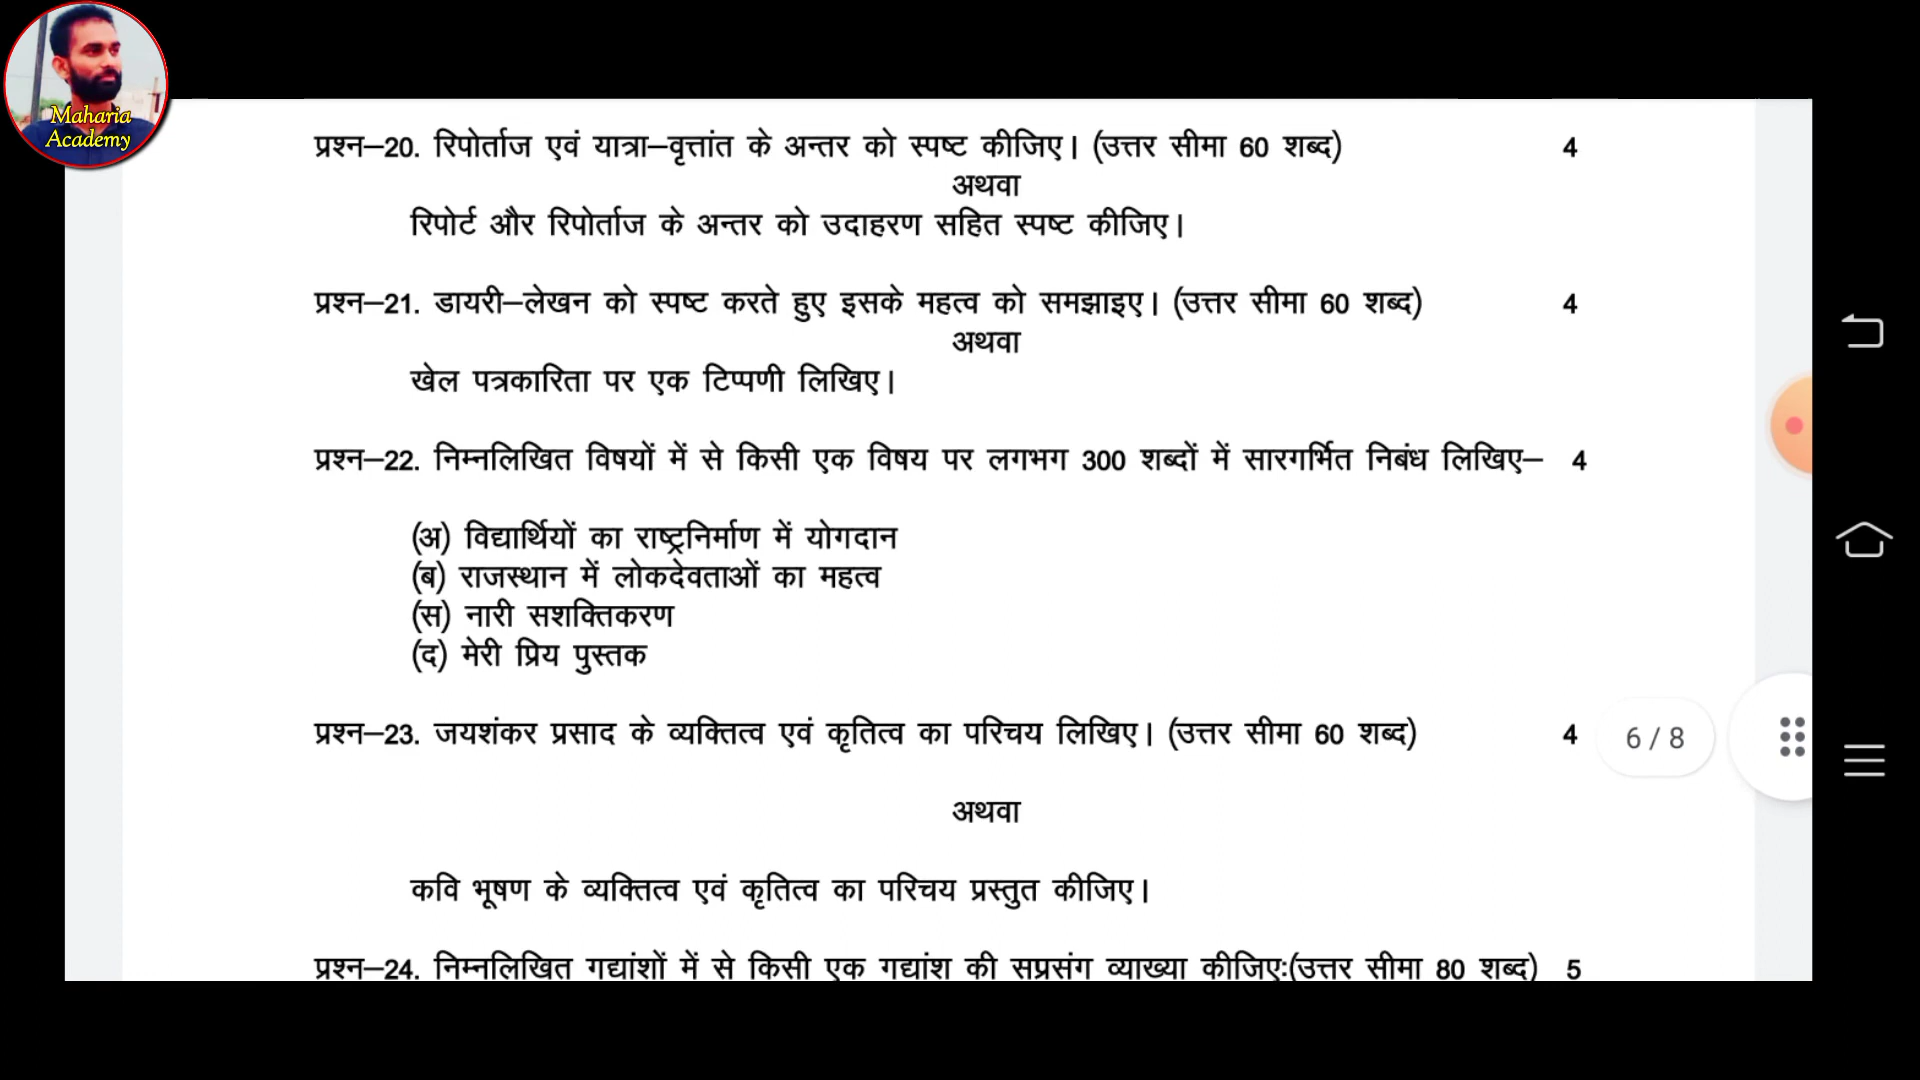 Maharia
Academy
प्रश्न–20. रिपोर्ताज एवं यात्रा–वृत्तांत के अन्तर को स्पष्ट कीजिए। (उत्तर सीमा 60 शब्द) 4
अथवा
रिपोर्ट और रिपोर्ताज के अन्तर को उदाहरण सहित स्पष्ट कीजिए।
प्रश्न–21. डायरी–लेखन को स्पष्ट करते हुए इसके महत्व को समझाइए। (उत्तर सीमा 60 शब्द) 4
अथवा
खेल पत्रकारिता पर एक टिप्पणी लिखिए।
प्रश्न–22. निम्नलिखित विषयों में से किसी एक विषय पर लगभग 300 शब्दों में सारगर्भित निबंध लिखिए– 4
(अ) विद्यार्थियों का राष्ट्रनिर्माण में योगदान
(ब) राजस्थान में लोकदेवताओं का महत्व
(स) नारी सशक्तिकरण
(द) मेरी प्रिय पुस्तक
प्रश्न–23. जयशंकर प्रसाद के व्यक्तित्व एवं कृतित्व का परिचय लिखिए। (उत्तर सीमा 60 शब्द) 4
6 / 8
अथवा
कवि भूषण के व्यक्तित्व एवं कृतित्व का परिचय प्रस्तुत कीजिए।
प्रश्न–24. निम्नलिखित गद्यांशों में से किसी एक गद्यांश की सप्रसंग व्याख्या कीजिएः(उत्तर सीमा 80 शब्द) 5